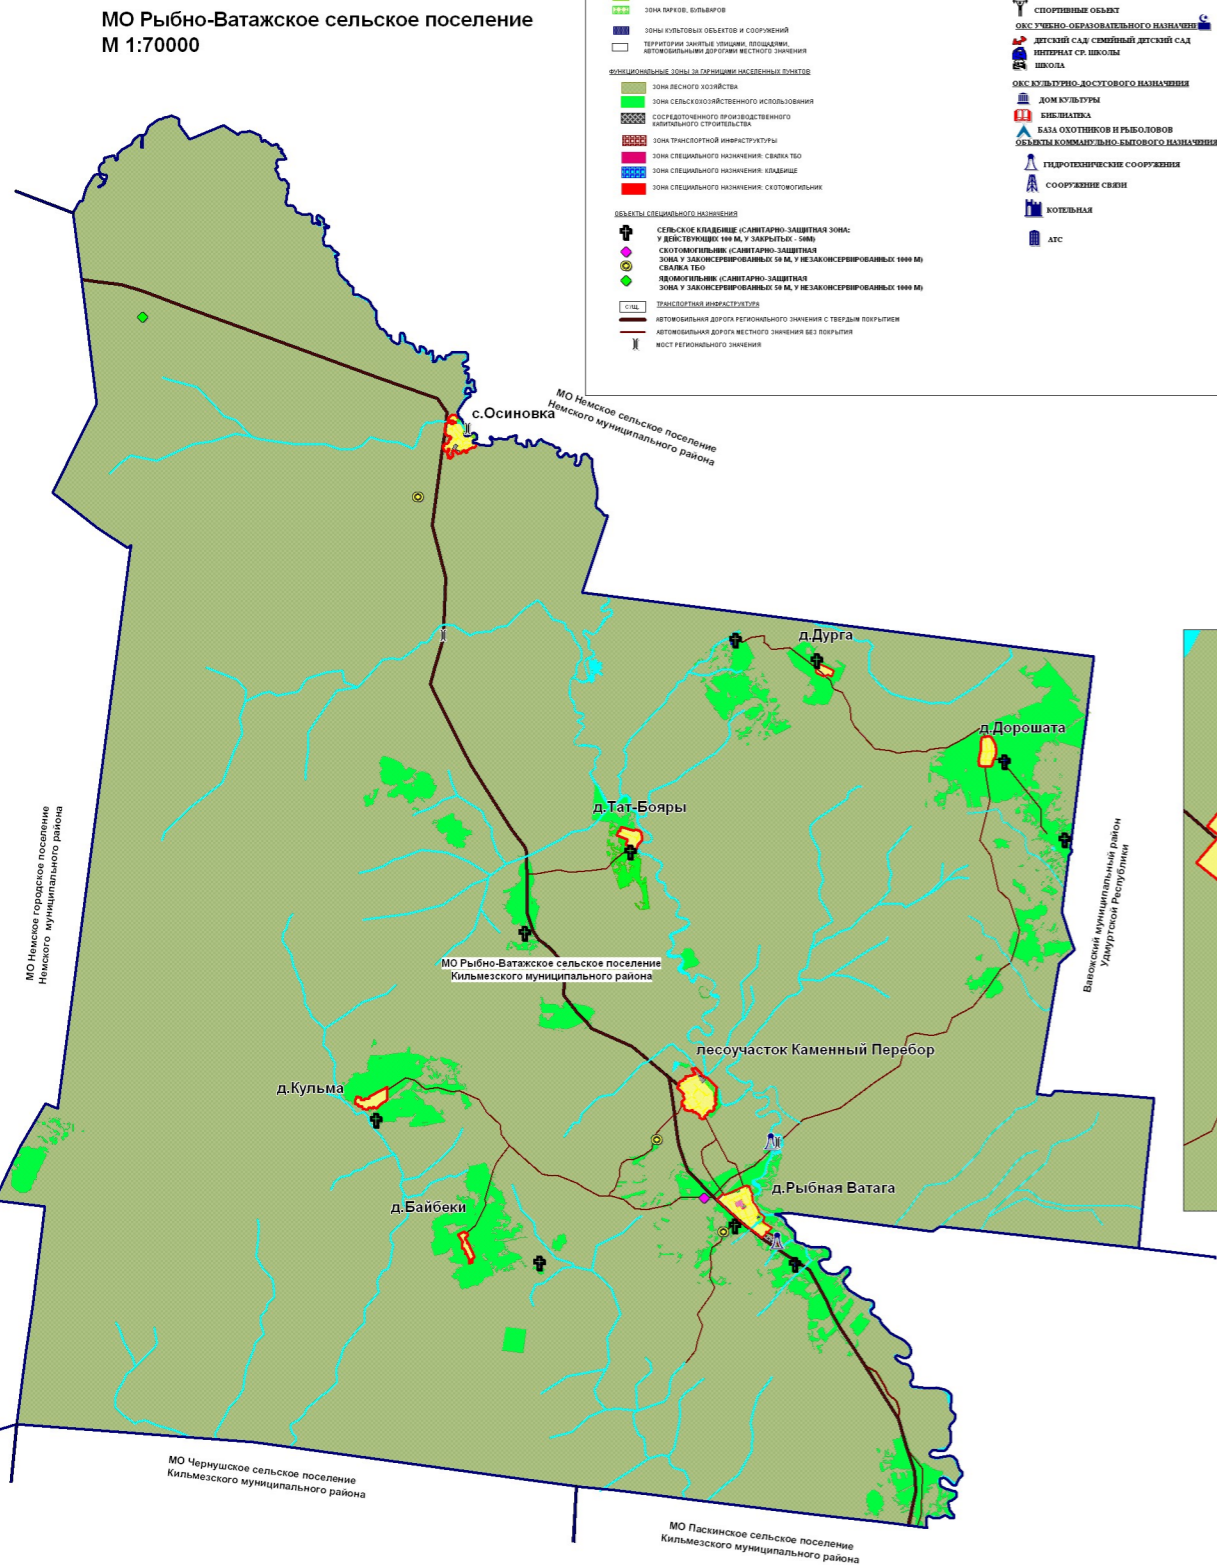 МО Рыбно-Ватажское сельское поселение
М 1:70000
ЗОНА ПАРКОВ, БУЛЬВАРОВ
ЗОНЫ КУЛЬТОВЫХ ОБЪЕКТОВ И СООРУЖЕНИЙ
ТЕРРИТОРИИ ЗАНЯТЫЕ УЛИЦАМИ, ПЛОЩАДЯМИ,
АВТОМОБИЛЬНЫМИ ДОРОГАМИ МЕСТНОГО ЗНАЧЕНИЯ
ФУНКЦИОНАЛЬНЫЕ ЗОНЫ ЗА ГАРНИЦАМИ НАСЕЛЕННЫХ ПУНКТОВ
ЗОНА ЛЕСНОГО ХОЗЯЙСТВА
ЗОНА СЕЛЬСКОХОЗЯЙСТВЕННОГО ИСПОЛЬЗОВАНИЯ
СОСРЕДОТОЧЕННОГО ПРОИЗВОДСТВЕННОГО
КАПИТАЛЬНОГО СТРОИТЕЛЬСТВА
ЗОНА ТРАНСПОРТНОЙ ИНФРАСТРУКТУРЫ
ЗОНА СПЕЦИАЛЬНОГО НАЗНАЧЕНИЯ: СВАЛКА ТБО
ЗОНА СПЕЦИАЛЬНОГО НАЗНАЧЕНИЯ: КЛАДБИЩЕ
ЗОНА СПЕЦИАЛЬНОГО НАЗНАЧЕНИЯ: СКОТОМОГИЛЬНИК
ОБЪЕКТЫ СПЕЦИАЛЬНОГО НАЗНАЧЕНИЯ
СЕЛЬСКОЕ КЛАДБИЩЕ (САНИТАРНО-ЗАЩИТНАЯ ЗОНА:
У ДЕЙСТВУЮЩИХ 100 М, У ЗАКРЫТЫХ - 50М)
СКОТОМОГИЛЬНИК (САНИТАРНО-ЗАЩИТНАЯ
ЗОНА У ЗАКОНСЕРВИРОВАННЫХ 50 М, У НЕЗАКОНСЕРВИРОВАННЫХ 1000 М)
СВАЛКА ТБО
ЯДОМОГИЛЬНИК (САНИТАРНО-ЗАЩИТНАЯ
ЗОНА У ЗАКОНСЕРВИРОВАННЫХ 50 М, У НЕЗАКОНСЕРВИРОВАННЫХ 1000 М)
СУЩ. ТРАНСПОРТНАЯ ИНФРАСТРУКТУРА
АВТОМОБИЛЬНАЯ ДОРОГА РЕГИОНАЛЬНОГО ЗНАЧЕНИЯ С ТВЕРДЫМ ПОКРЫТИЕМ
АВТОМОБИЛЬНАЯ ДОРОГА МЕСТНОГО ЗНАЧЕНИЯ БЕЗ ПОКРЫТИЯ
МОСТ РЕГИОНАЛЬНОГО ЗНАЧЕНИЯ
СПОРТИВНЫЕ ОБЪЕКТ
ОКС УЧЕБНО-ОБРАЗОВАТЕЛЬНОГО НАЗНАЧЕНИЯ
ДЕТСКИЙ САД/ СЕМЕЙНЫЙ ДЕТСКИЙ САД
ИНТЕРНАТ СР. ШКОЛЫ
ШКОЛА
ОКС КУЛЬТУРНО-ДОСУГОВОГО НАЗНАЧЕНИЯ
ДОМ КУЛЬТУРЫ
БИБЛИАТЕКА
БАЗА ОХОТНИКОВ И РЫБОЛОВОВ
ОБЪЕКТЫ КОММАНУЛЬНО-БЫТОВОГО НАЗНАЧЕНИЯ
ГИДРОТЕХНИЧЕСКИЕ СООРУЖЕНИЯ
СООРУЖЕНИЕ СВЯЗИ
КОТЕЛЬНАЯ
АТС
МО Немское сельское поселение
Немского муниципального района
с.Осиновка
д.Дурга
д.Дорошата
д.Тат-Бояры
МО Немское городское поселение
Немского муниципального района
Вавожский муниципальный район
Удмуртской Республики
МО Рыбно-Ватажское сельское поселение
Кильмезского муниципального района
лесоучасток Каменный Перебор
д.Кульма
д.Рыбная Ватага
д.Байбеки
МО Чернушское сельское поселение
Кильмезского муниципального района
МО Паскинское сельское поселение
Кильмезского муниципального района